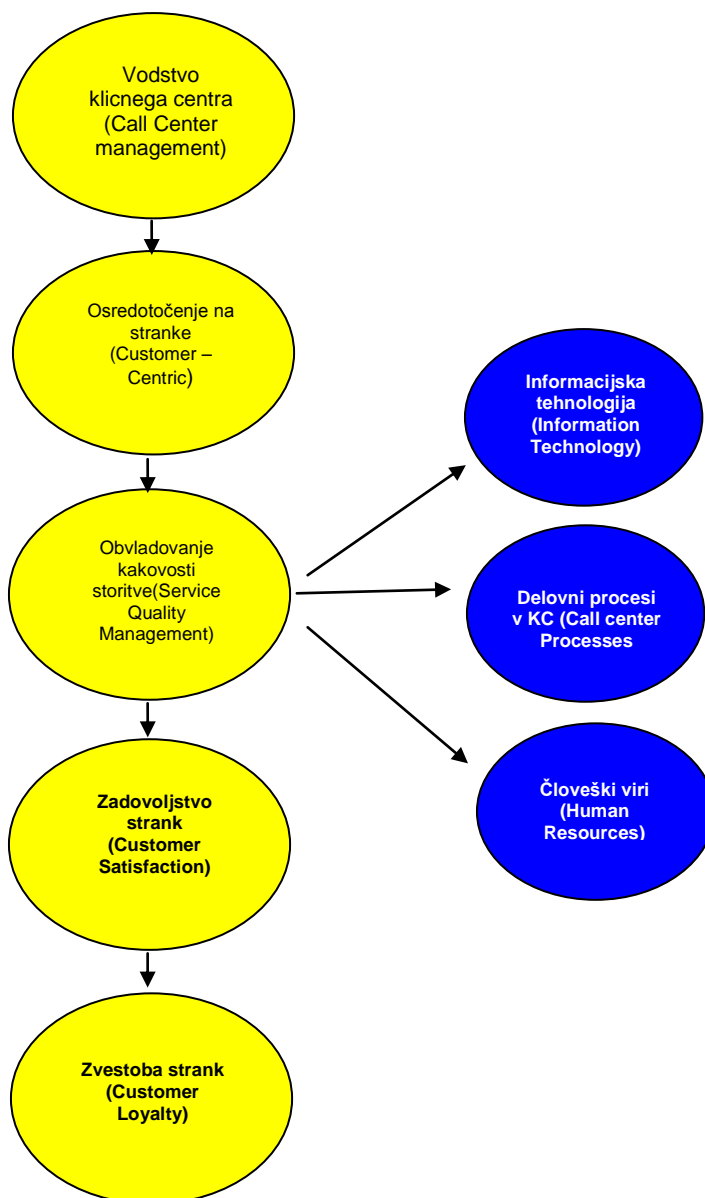 Vodstvo
klicnega centra
(Call Center
management)
Osredotočenje na
stranke
(Customer –
Centric)
Informacijska
tehnologija
(Information
Technology)
Obvladovanje
kakovosti
storitve(Service
Quality
Management)
Delovni procesi
v KC (Call center
Processes
Zadovoljstvo
strank
(Customer
Satisfaction)
Človeški viri
(Human
Resources)
Zvestoba strank
(Customer
Loyalty)